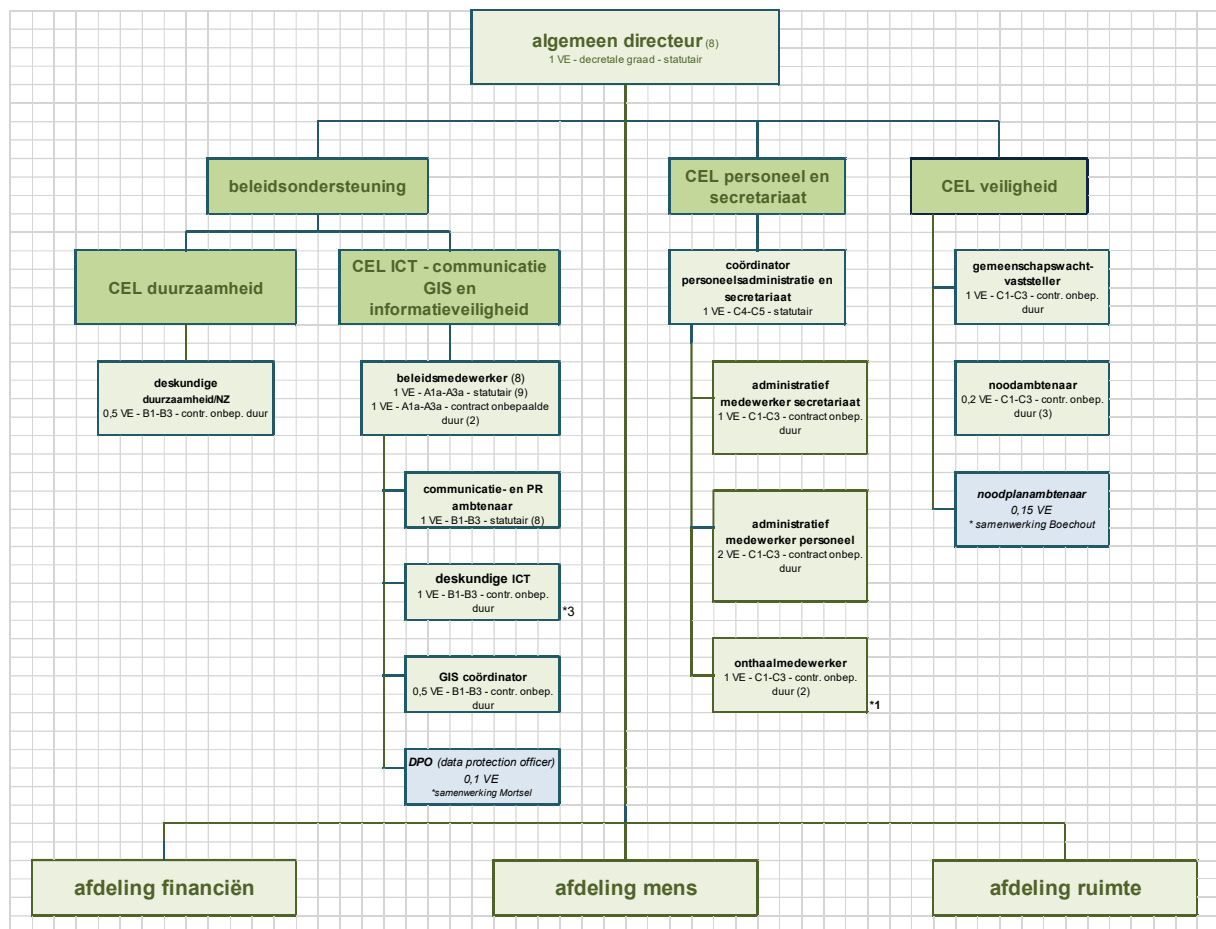 algemeen directeur (8)
1 VE - decretale graad - statutair
beleidsondersteuning
CEL personeel en
secretariaat
CEL veiligheid
CEL duurzaamheid
CEL ICT - communicatie
GIS en
informatieveiligheid
deskundige
duurzaamheid/NZ
0,5 VE - B1-B3 - contr. onbep. duur
beleidsmedewerker (8)
1 VE - A1a-A3a - statutair (9)
1 VE - A1a-A3a - contract onbepaalde
duur (2)
communicatie- en PR
ambtenaar
1 VE - B1-B3 - statutair (8)
deskundige ICT
1 VE - B1-B3 - contr. onbep.
duur
*3
GIS coördinator
0,5 VE - B1-B3 - contr. onbep.
duur
DPO (data protection officer)
0,1 VE
*samenwerking Mortsel
coördinator
personeelsadministratie en
secretariaat
1 VE - C4-C5 - statutair
administratief
medewerker secretariaat
1 VE - C1-C3 - contract onbep.
duur
administratief
medewerker personeel
2 VE - C1-C3 - contract onbep.
duur
onthaalmedewerker
1 VE - C1-C3 - contr. onbep.
duur (2)
*1
gemeenschapswacht-
vaststeller
1 VE - C1-C3 - contr. onbep.
duur
noodambtenaar
0,2 VE - C1-C3 - contr. onbep.
duur (3)
noodplanambtenaar
0,15 VE
* samenwerking Boechout
afdeling financiën
afdeling mens
afdeling ruimte